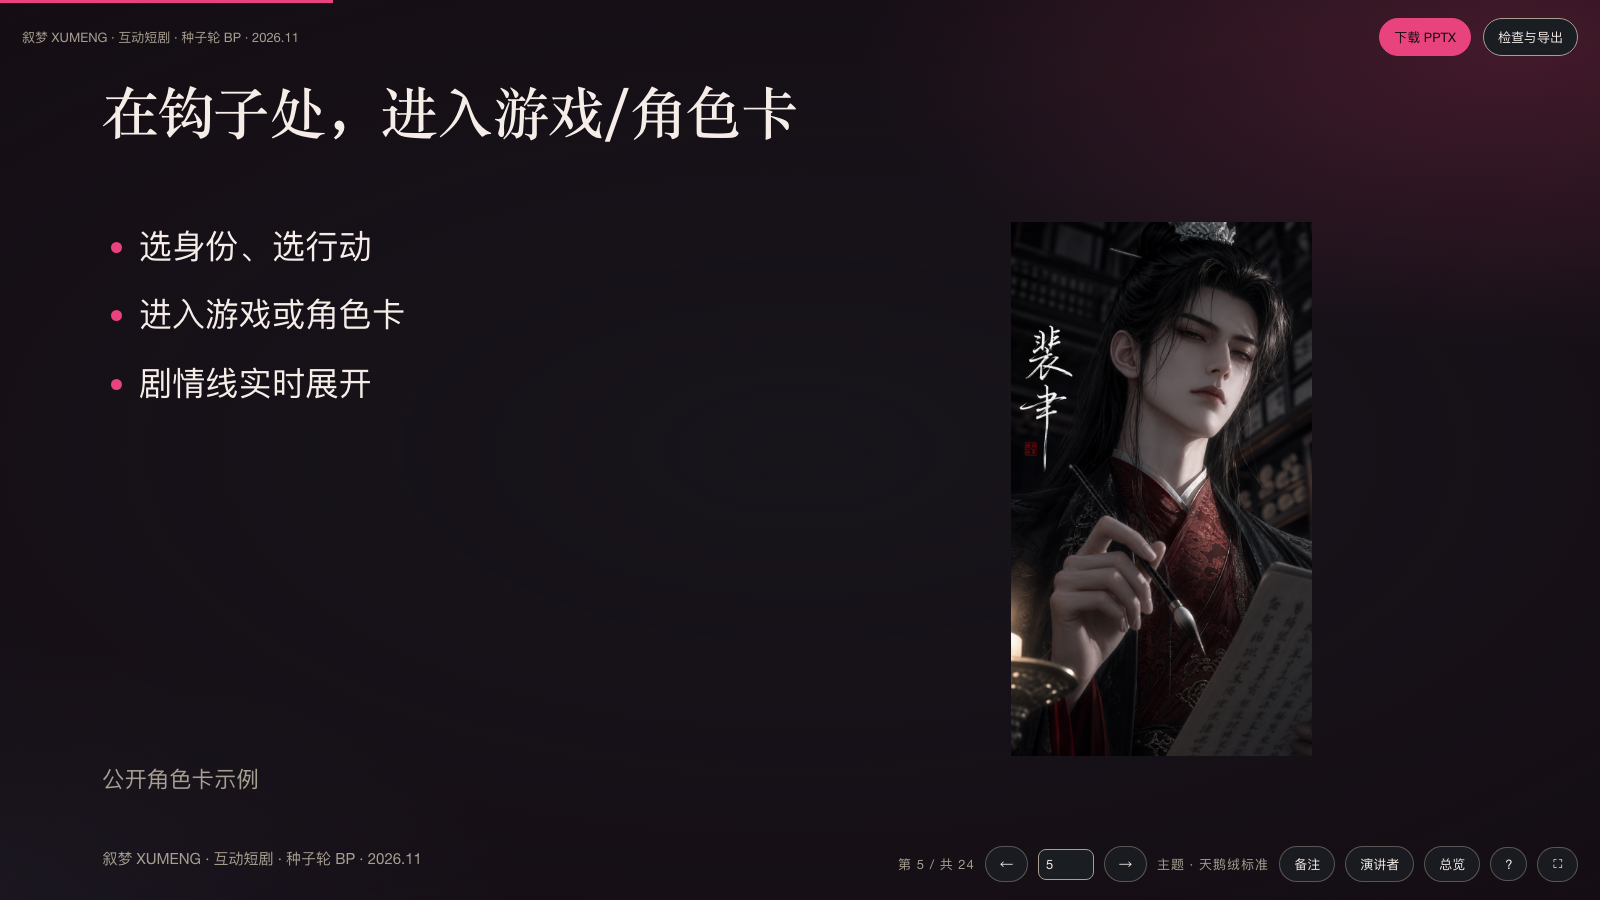 叙梦 XUMENG · 互动短剧 · 种子轮 BP · 2026.11
下载 PPTX
检查与导出
在钩子处，进入游戏/角色卡
选身份、选行动
进入游戏或角色卡
剧情线实时展开
裴聿
公开角色卡示例
叙梦 XUMENG · 互动短剧 · 种子轮 BP · 2026.11
第 5 / 共 24
←
5
→
主题 · 天鹅绒标准
备注
演讲者
总览
?